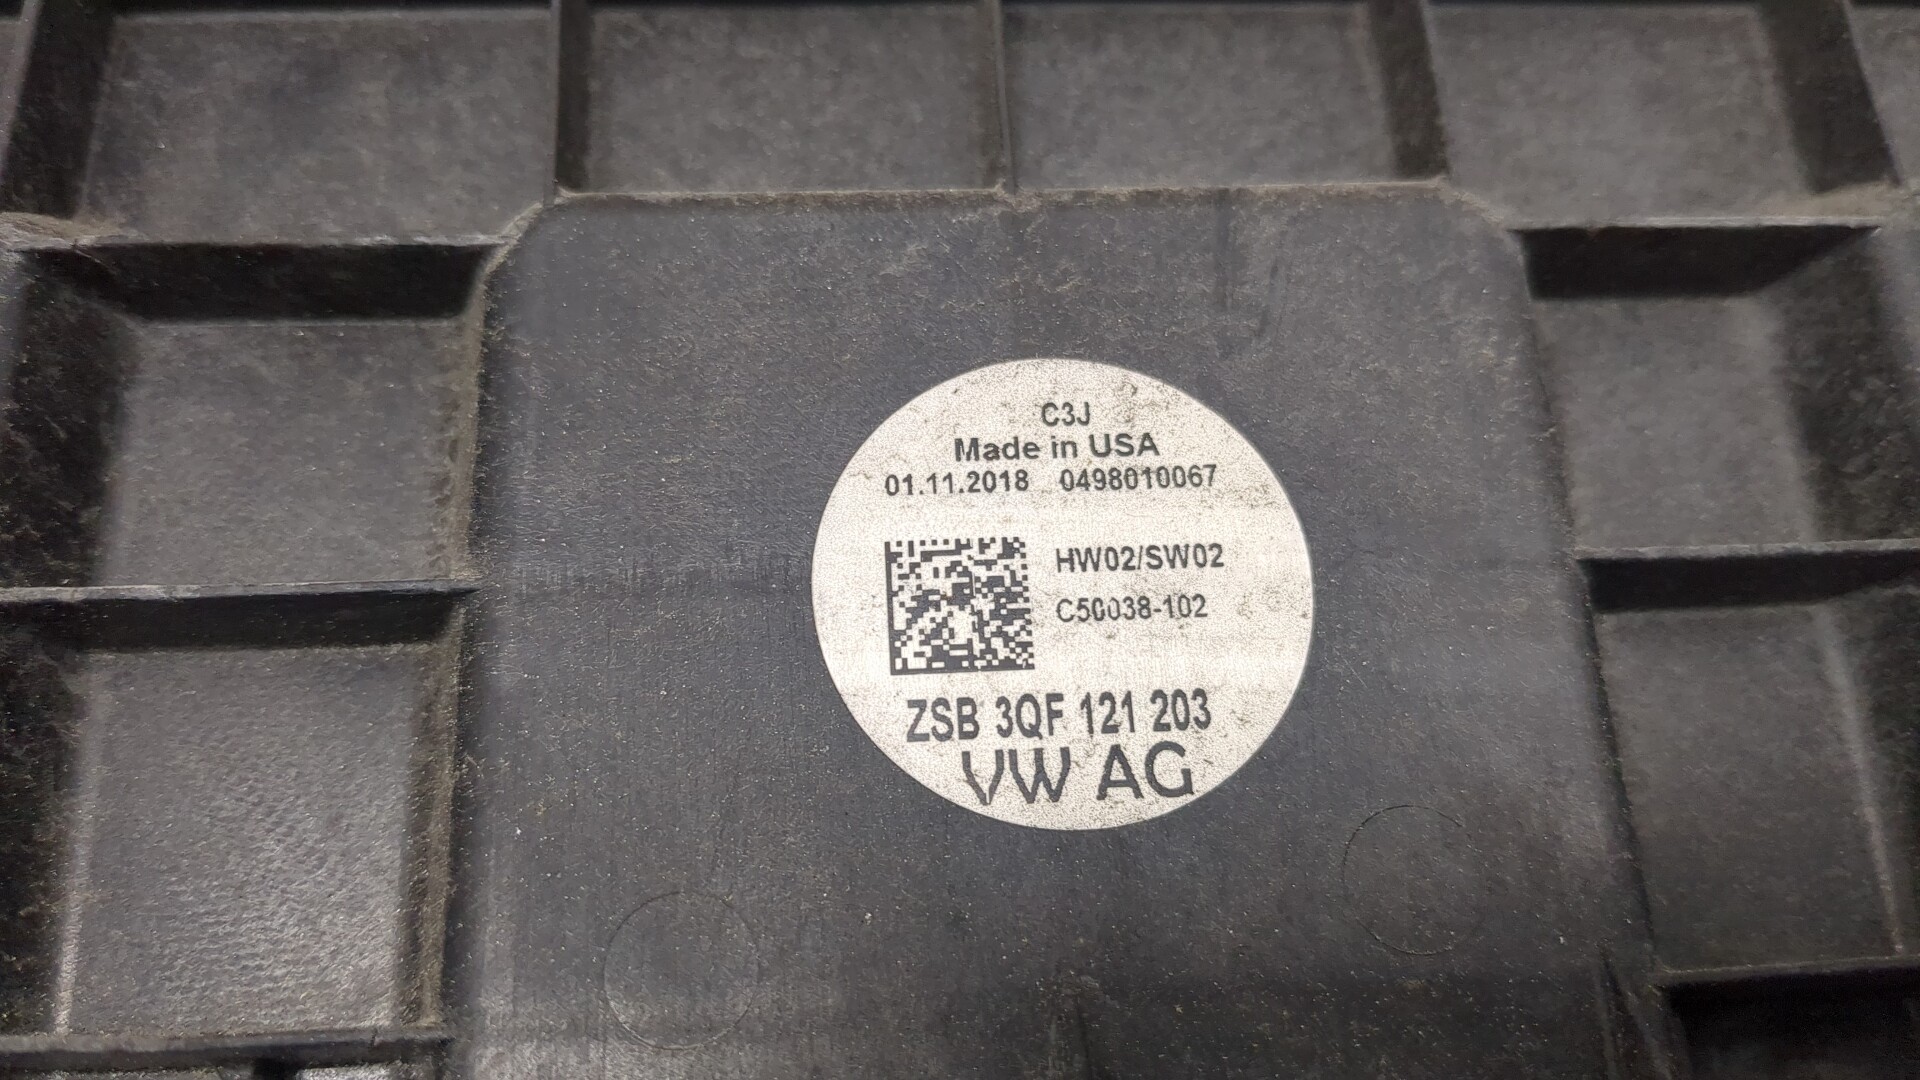 C3J
Made in USA
01.11.2018 0498010067
HW02/SW02
C50038-102
ZSB 3QF 121 203
VW AG